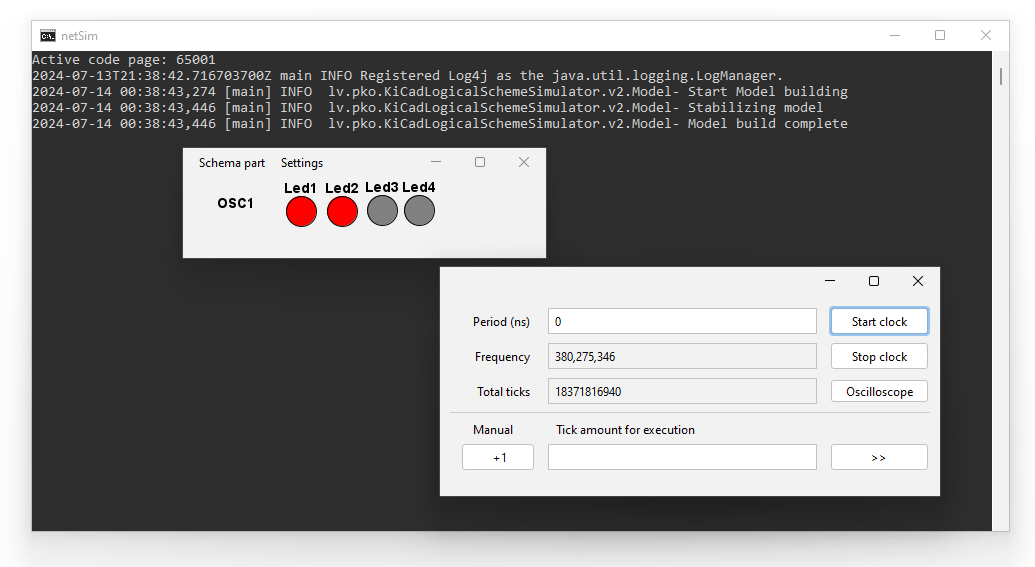 netSim
Active code page: 65001
2024-07-13T21:38:42.716703700Z main INFO Registered Log4j as the java.util.logging.LogManager.
2024-07-14 00:38:43,274 [main] INFO  lv.pko.KiCadLogicalSchemeSimulator.v2.Model- Start Model building
2024-07-14 00:38:43,446 [main] INFO  lv.pko.KiCadLogicalSchemeSimulator.v2.Model- Stabilizing model
2024-07-14 00:38:43,446 [main] INFO  lv.pko.KiCadLogicalSchemeSimulator.v2.Model- Model build complete
Schema part Settings
Led1 Led2 Led3 Led4
OSC1
Period (ns) 0 Start clock
Frequency 380,275,346 Stop clock
Total ticks 18371816940 Oscilloscope
Manual Tick amount for execution
+1 >>